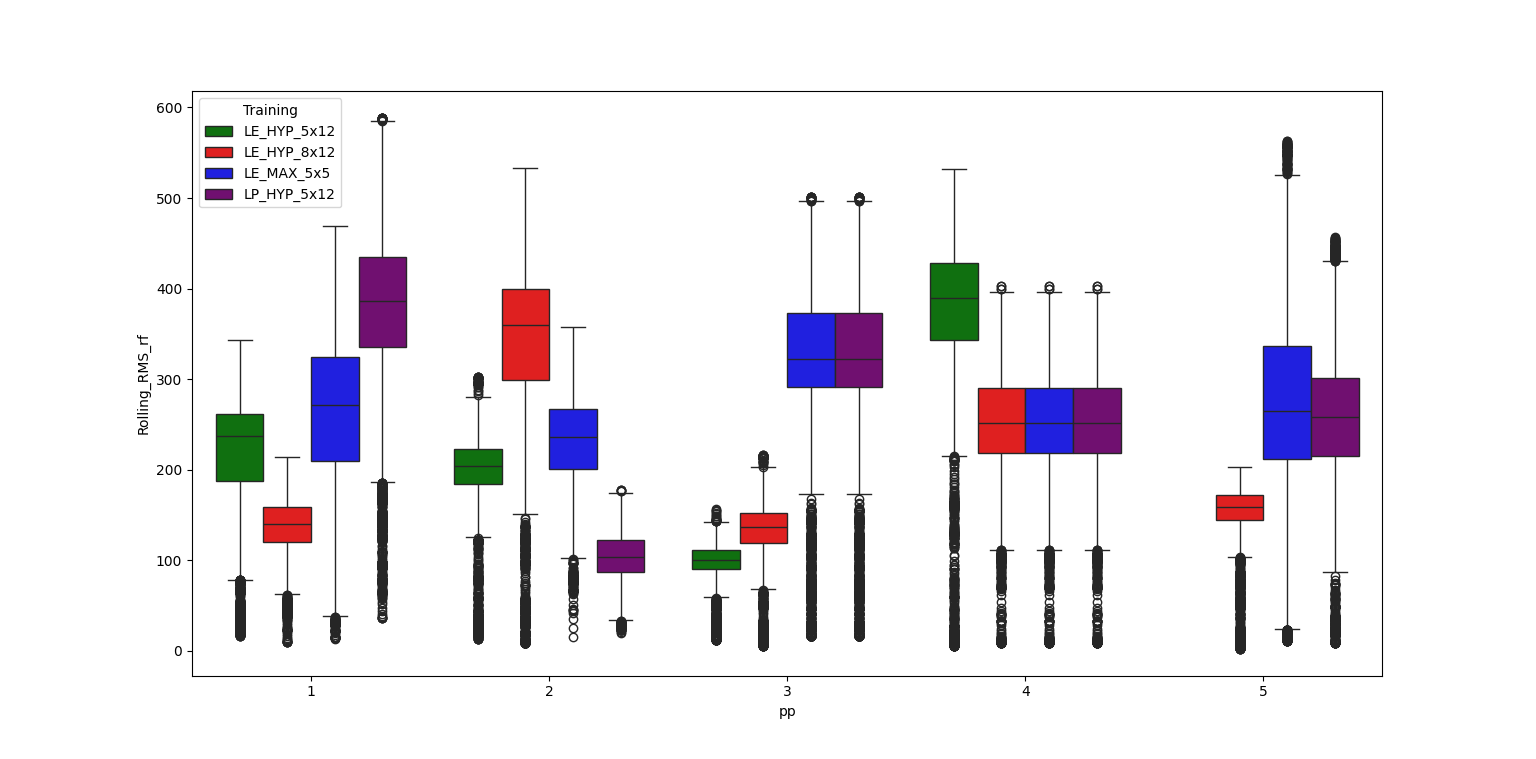 Training
LE_HYP_5x12
LE_HYP_8x12
LE_MAX_5x5
LP_HYP_5x12
600
500
400
300
200
100
0
Rolling_RMS_rf
1 2 3 4 5
pp